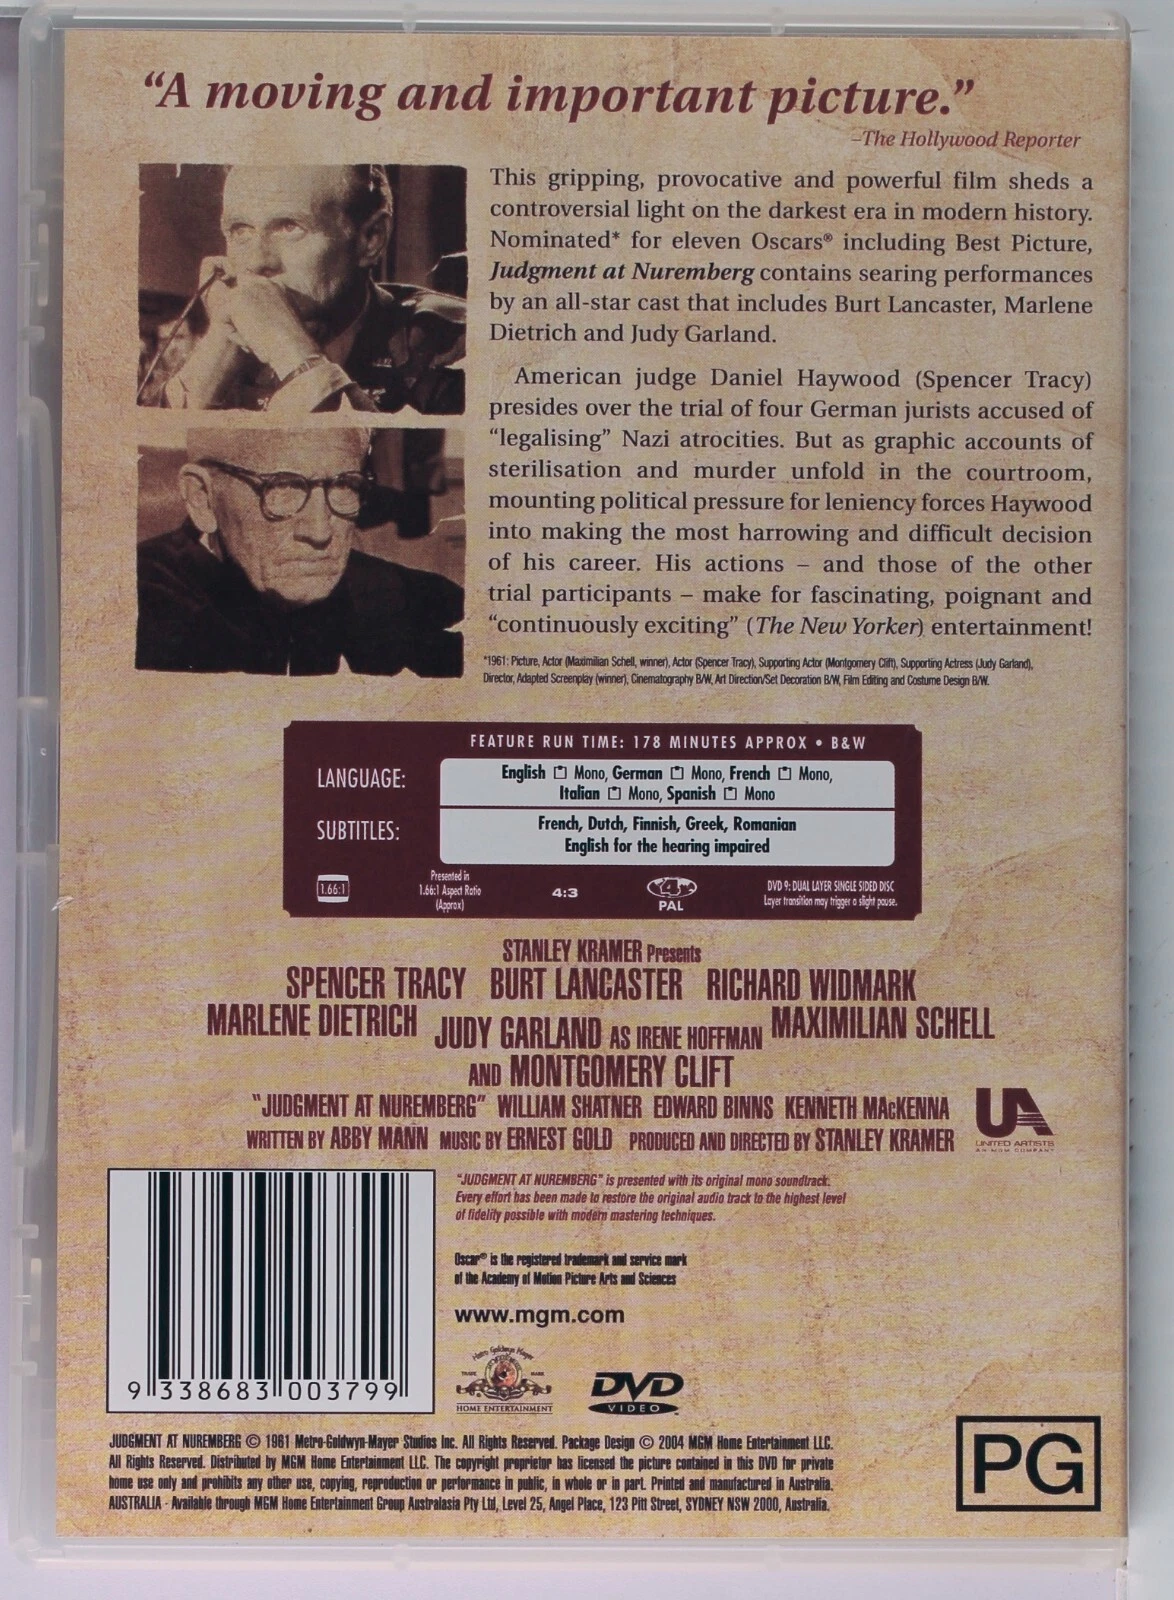 “A moving and important picture.”
–The Hollywood Reporter
This gripping, provocative and powerful film sheds a
controversial light on the darkest era in modern history.
Nominated* for eleven Oscars® including Best Picture,
Judgment at Nuremberg contains searing performances
by an all-star cast that includes Burt Lancaster, Marlene
Dietrich and Judy Garland.
American judge Daniel Haywood (Spencer Tracy)
presides over the trial of four German jurists accused of
“legalising” Nazi atrocities. But as graphic accounts of
sterilisation and murder unfold in the courtroom,
mounting political pressure for leniency forces Haywood
into making the most harrowing and difficult decision
of his career. His actions – and those of the other
trial participants – make for fascinating, poignant and
“continuously exciting” (The New Yorker) entertainment!
*1961: Picture, Actor (Maximilian Schell, winner), Actor (Spencer Tracy), Supporting Actor (Montgomery Clift), Supporting Actress (Judy Garland),
Director, Adapted Screenplay (winner), Cinematography B/W, Art Direction/Set Decoration B/W, Film Editing and Costume Design B/W.
FEATURE RUN TIME: 178 MINUTES APPROX • B&W
LANGUAGE:
English Mono, German Mono, French Mono,
Italian Mono, Spanish Mono
SUBTITLES:
French, Dutch, Finnish, Greek, Romanian
English for the hearing impaired
1.66:1
Presented in
1.66:1 Aspect Ratio
(Approx)
4:3
4
PAL
DVD 9: DUAL LAYER SINGLE SIDED DISC
Layer transition may trigger a slight pause.
STANLEY KRAMER Presents
SPENCER TRACY BURT LANCASTER RICHARD WIDMARK
MARLENE DIETRICH JUDY GARLAND AS IRENE HOFFMAN MAXIMILIAN SCHELL
AND MONTGOMERY CLIFT
"JUDGMENT AT NUREMBERG" WILLIAM SHATNER EDWARD BINNS KENNETH MACKENNA
WRITTEN BY ABBY MANN MUSIC BY ERNEST GOLD PRODUCED AND DIRECTED BY STANLEY KRAMER
UA
UNITED ARTISTS
AN MGM COMPANY
"JUDGMENT AT NUREMBERG" is presented with its original mono soundtrack.
Every effort has been made to restore the original audio track to the highest level
of fidelity possible with modern mastering techniques.
Oscar® is the registered trademark and service mark
of the Academy of Motion Picture Arts and Sciences
www.mgm.com
Metro Goldwyn Mayer
TRADE MARK
HOME ENTERTAINMENT
DVD
VIDEO
9 338683 003799
JUDGMENT AT NUREMBERG © 1961 Metro-Goldwyn-Mayer Studios Inc. All Rights Reserved. Package Design © 2004 MGM Home Entertainment LLC.
All Rights Reserved. Distributed by MGM Home Entertainment LLC. The copyright proprietor has licensed the picture contained in this DVD for private
home use only and prohibits any other use, copying, reproduction or performance in public, in whole or in part. Printed and manufactured in Australia.
AUSTRALIA - Available through MGM Home Entertainment Group Australasia Pty Ltd, Level 25, Angel Place, 123 Pitt Street, SYDNEY NSW 2000, Australia.
PG